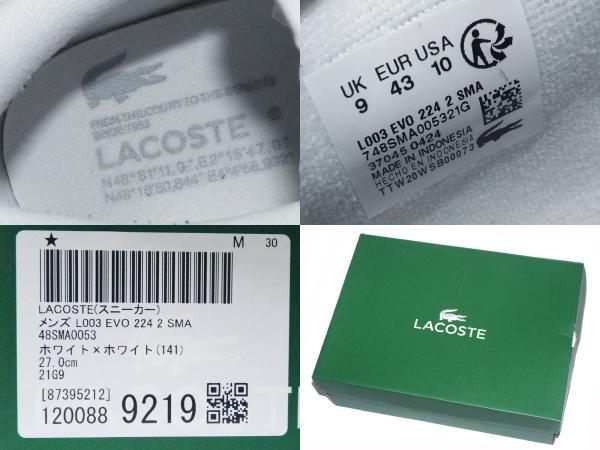 FROM THE COURT TO THE STREETS
SINCE 1933
LACOSTE
UK EUR USA
9 43 10
L003 EVO 224 2 SMA
748SMA005321G
37045 0424
MADE IN INDONESIA
HECHO EN INDONESIA
TTW20WSB00073
★ M 30
LACOSTE(スニーカー)
メンズ L003 EVO 224 2 SMA
48SMA0053
ホワイト×ホワイト(141)
27.0cm
21G9
[87395212]
120088 9219
LACOSTE